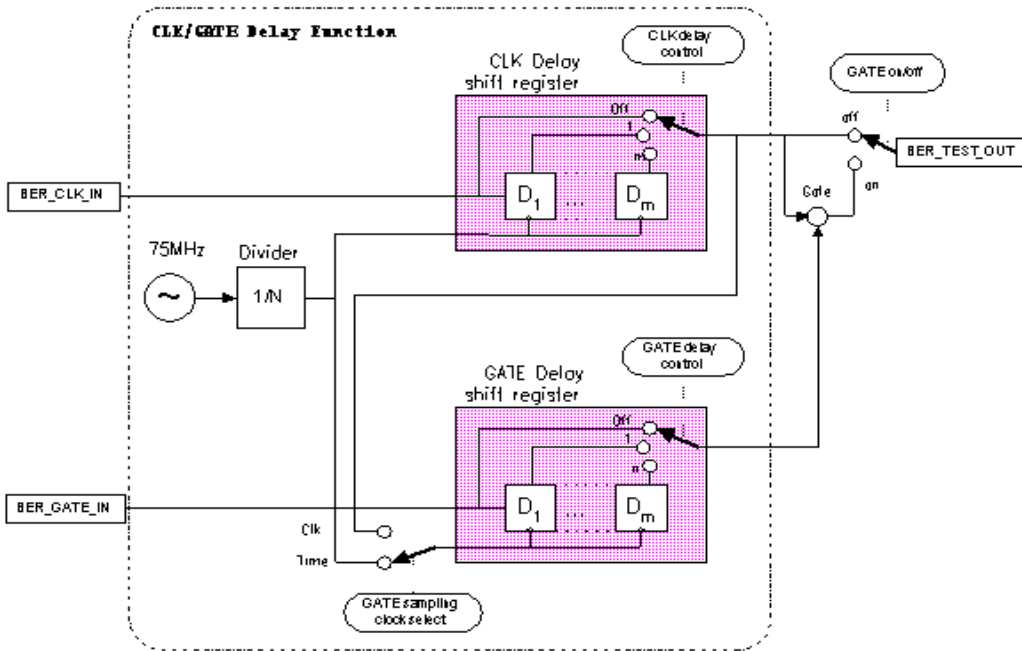 CLK/GATE Delay Function
CLK delay
control
CLK Delay
shift register
GATE on/off
Off
1
m
off
on
BER_TEST_OUT
BER_CLK_IN
D1
...
Dm
Gate
75MHz
Divider
~
1/N
GATE delay
control
GATE Delay
shift register
Off
1
n
BER_GATE_IN
D1
...
Dm
Clk
Time
GATE sampling
clock select